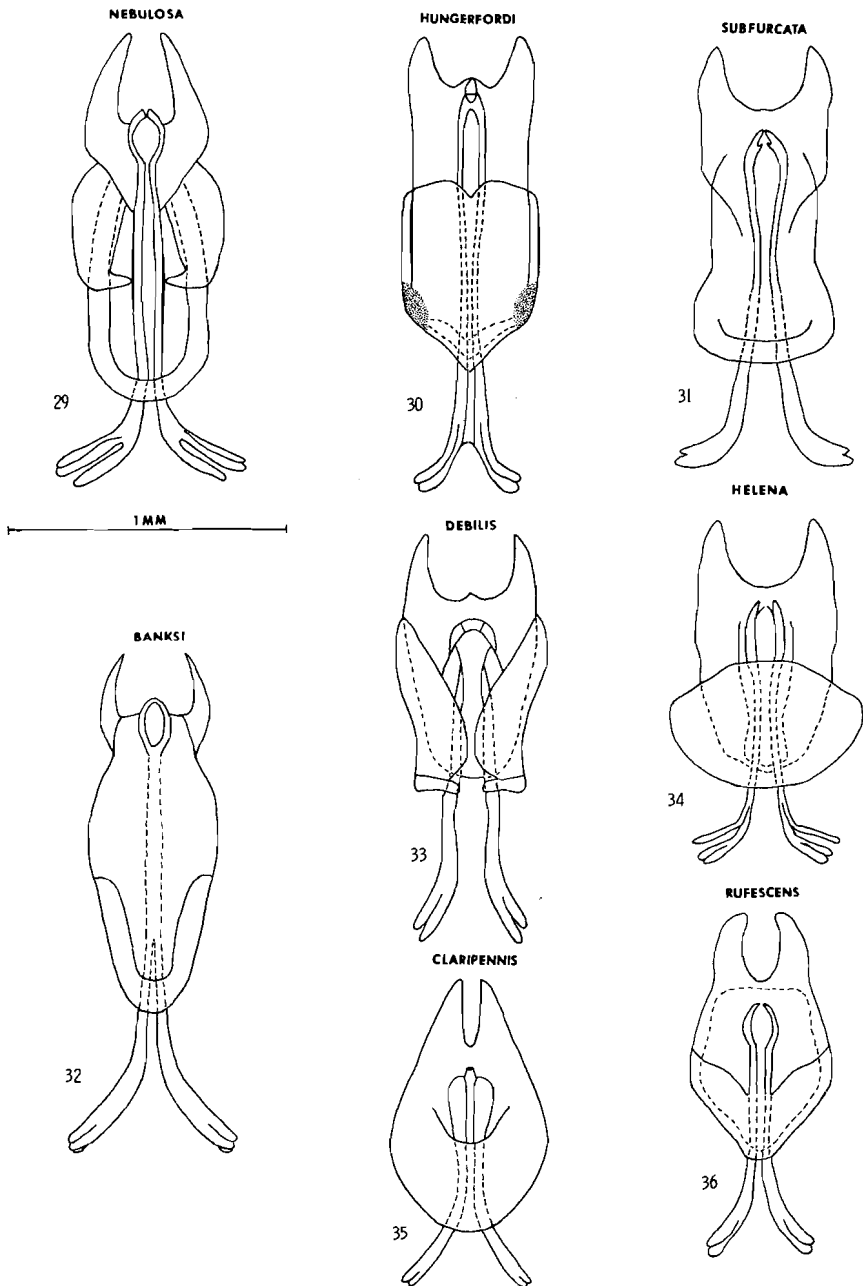 NEBULOSA
HUNGERFORDI
SUBFURCATA
29
30
31
1 MM
DEBILIS
HELENA
BANKSI
33
34
RUFESCENS
CLARIPENNIS
32
35
36